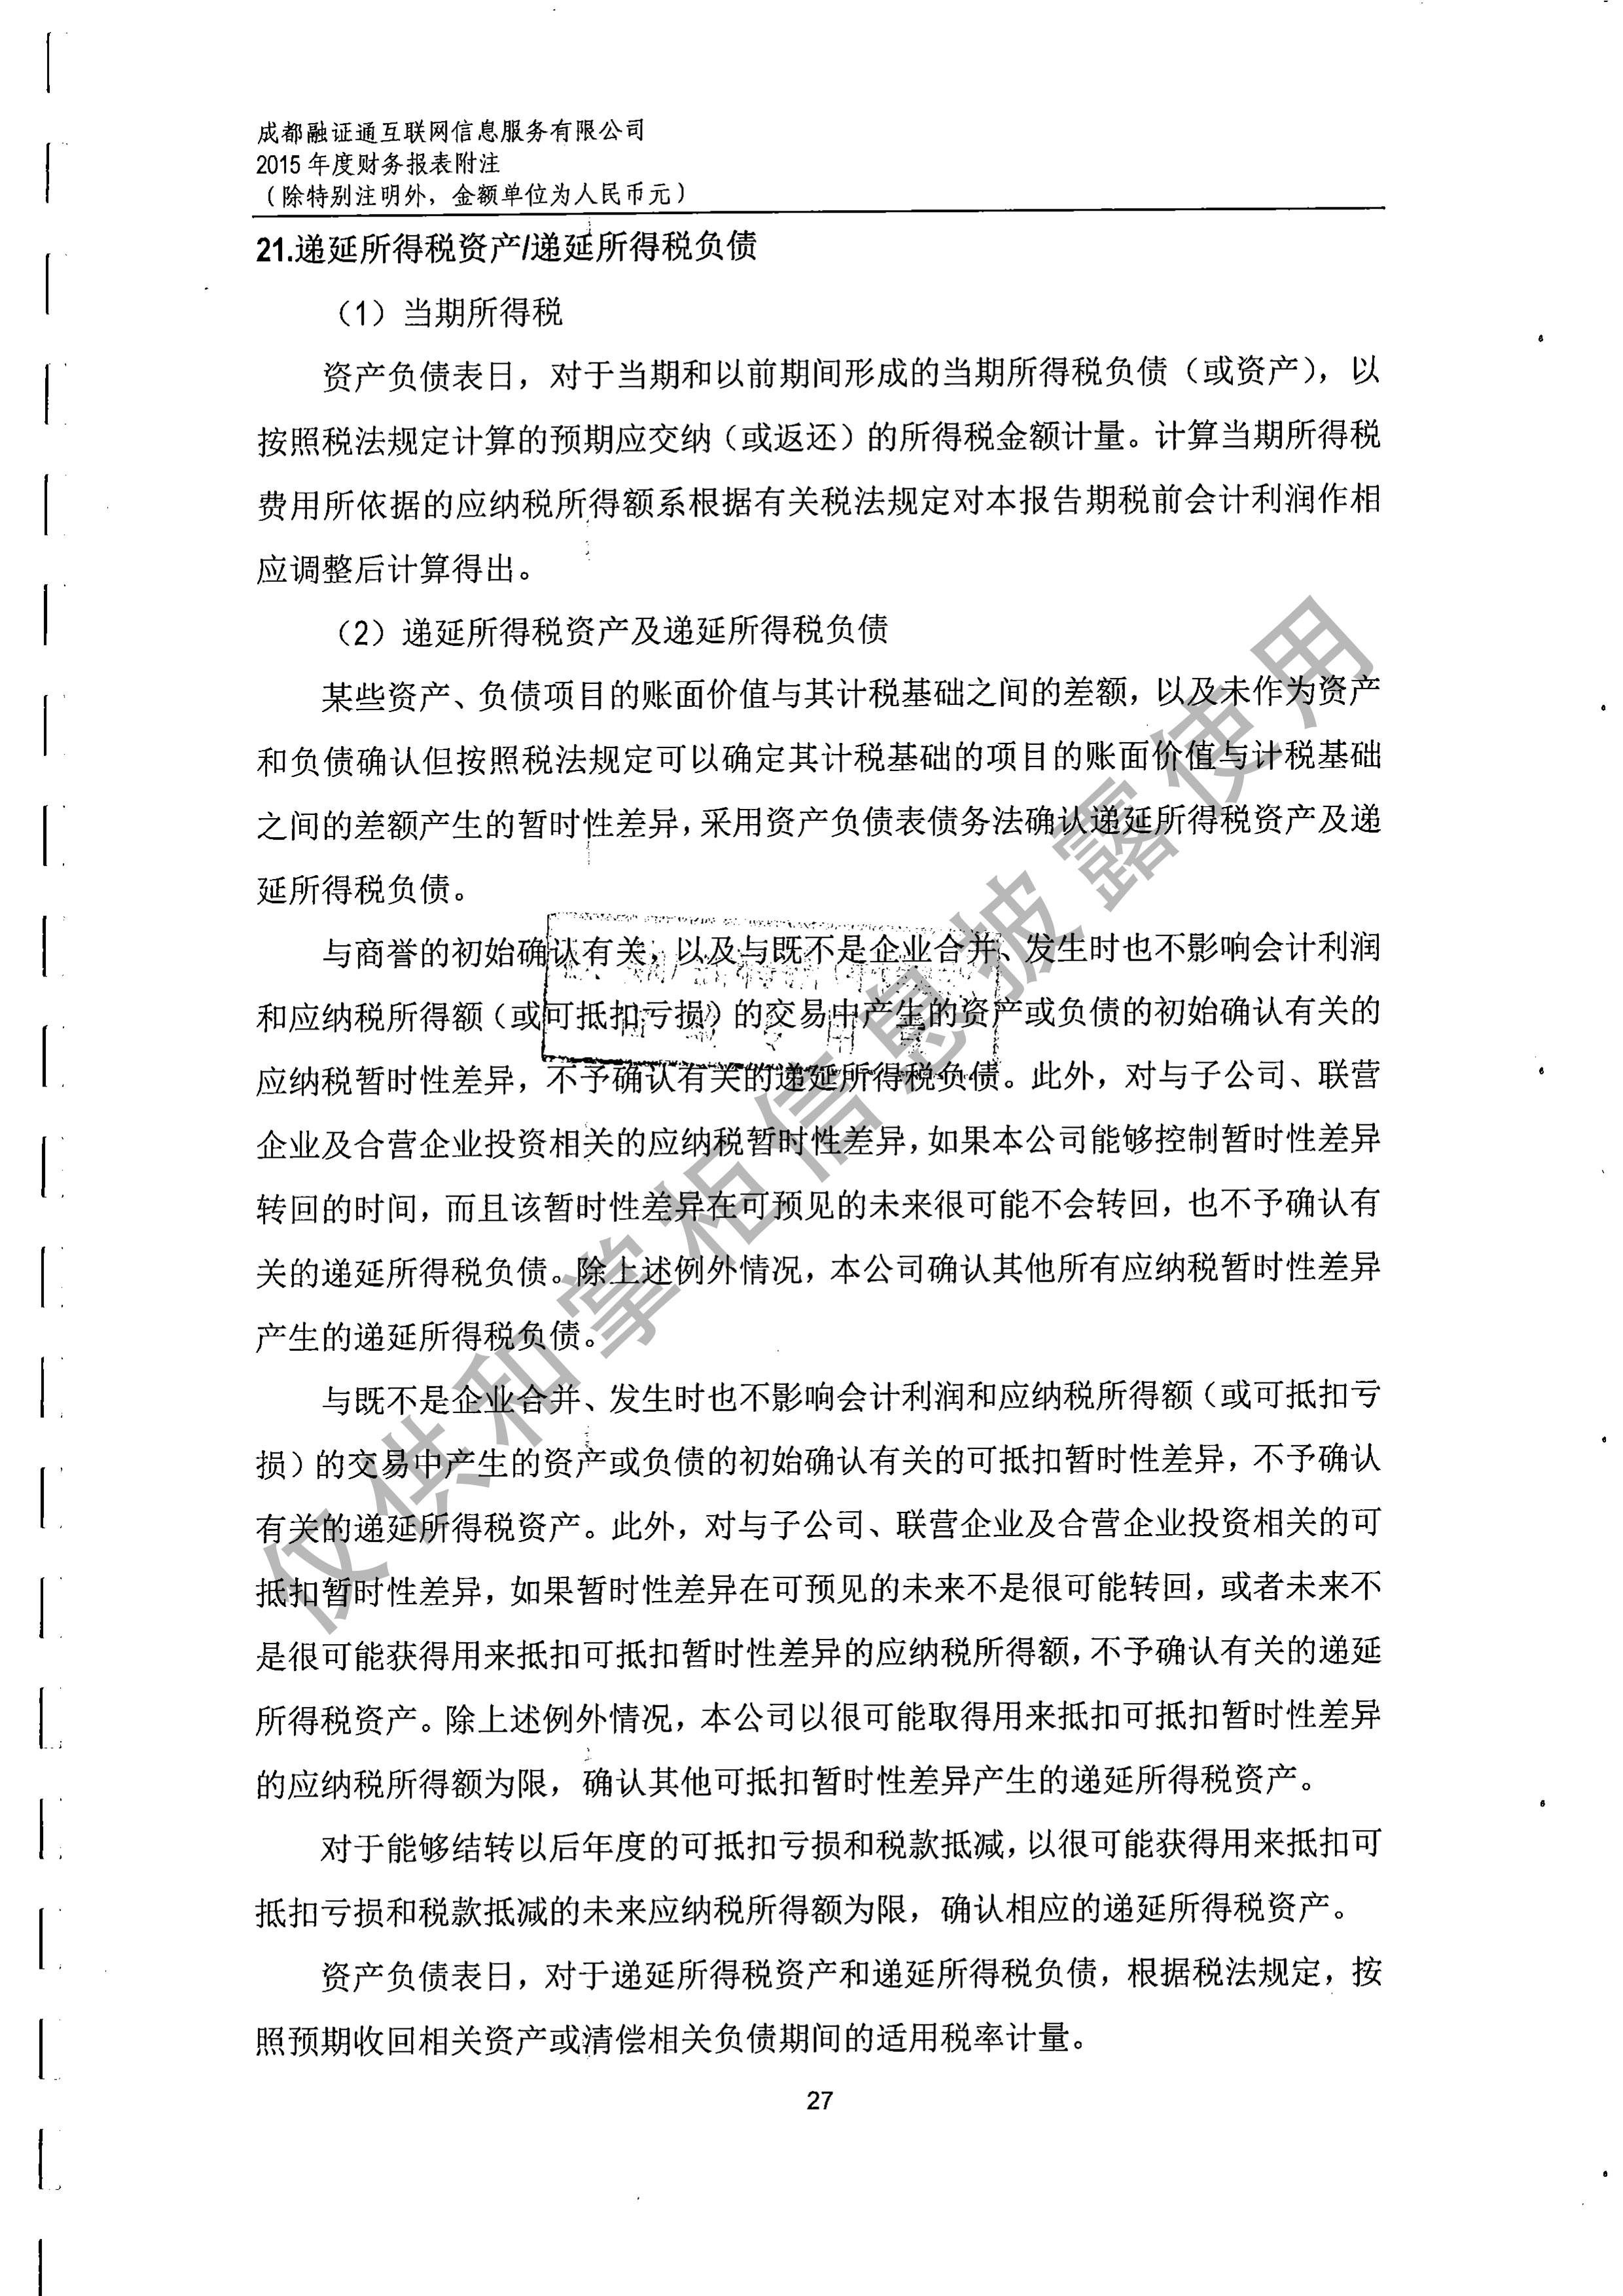 成都融证通互联网信息服务有限公司
2015 年度财务报表附注
（除特别注明外，金额单位为人民币元）
21.递延所得税资产/递延所得税负债
（1）当期所得税
资产负债表日，对于当期和以前期间形成的当期所得税负债（或资产），以
按照税法规定计算的预期应交纳（或返还）的所得税金额计量。计算当期所得税
费用所依据的应纳税所得额系根据有关税法规定对本报告期税前会计利润作相
应调整后计算得出。
（2）递延所得税资产及递延所得税负债
某些资产、负债项目的账面价值与其计税基础之间的差额，以及未作为资产
和负债确认但按照税法规定可以确定其计税基础的项目的账面价值与计税基础
之间的差额产生的暂时性差异，采用资产负债表债务法确认递延所得税资产及递
延所得税负债。
与商誉的初始确认有关，以及与既不是企业合并、发生时也不影响会计利润
和应纳税所得额（或可抵扣亏损）的交易中产生的资产或负债的初始确认有关的
应纳税暂时性差异，不予确认有关的递延所得税负债。此外，对与子公司、联营
企业及合营企业投资相关的应纳税暂时性差异，如果本公司能够控制暂时性差异
转回的时间，而且该暂时性差异在可预见的未来很可能不会转回，也不予确认有
关的递延所得税负债。除上述例外情况，本公司确认其他所有应纳税暂时性差异
产生的递延所得税负债。
与既不是企业合并、发生时也不影响会计利润和应纳税所得额（或可抵扣亏
损）的交易中产生的资产或负债的初始确认有关的可抵扣暂时性差异，不予确认
有关的递延所得税资产。此外，对与子公司、联营企业及合营企业投资相关的可
抵扣暂时性差异，如果暂时性差异在可预见的未来不是很可能转回，或者未来不
是很可能获得用来抵扣可抵扣暂时性差异的应纳税所得额，不予确认有关的递延
所得税资产。除上述例外情况，本公司以很可能取得用来抵扣可抵扣暂时性差异
的应纳税所得额为限，确认其他可抵扣暂时性差异产生的递延所得税资产。
对于能够结转以后年度的可抵扣亏损和税款抵减，以很可能获得用来抵扣可
抵扣亏损和税款抵减的未来应纳税所得额为限，确认相应的递延所得税资产。
资产负债表日，对于递延所得税资产和递延所得税负债，根据税法规定，按
照预期收回相关资产或清偿相关负债期间的适用税率计量。
27
仅供和掌柜信息披露使用